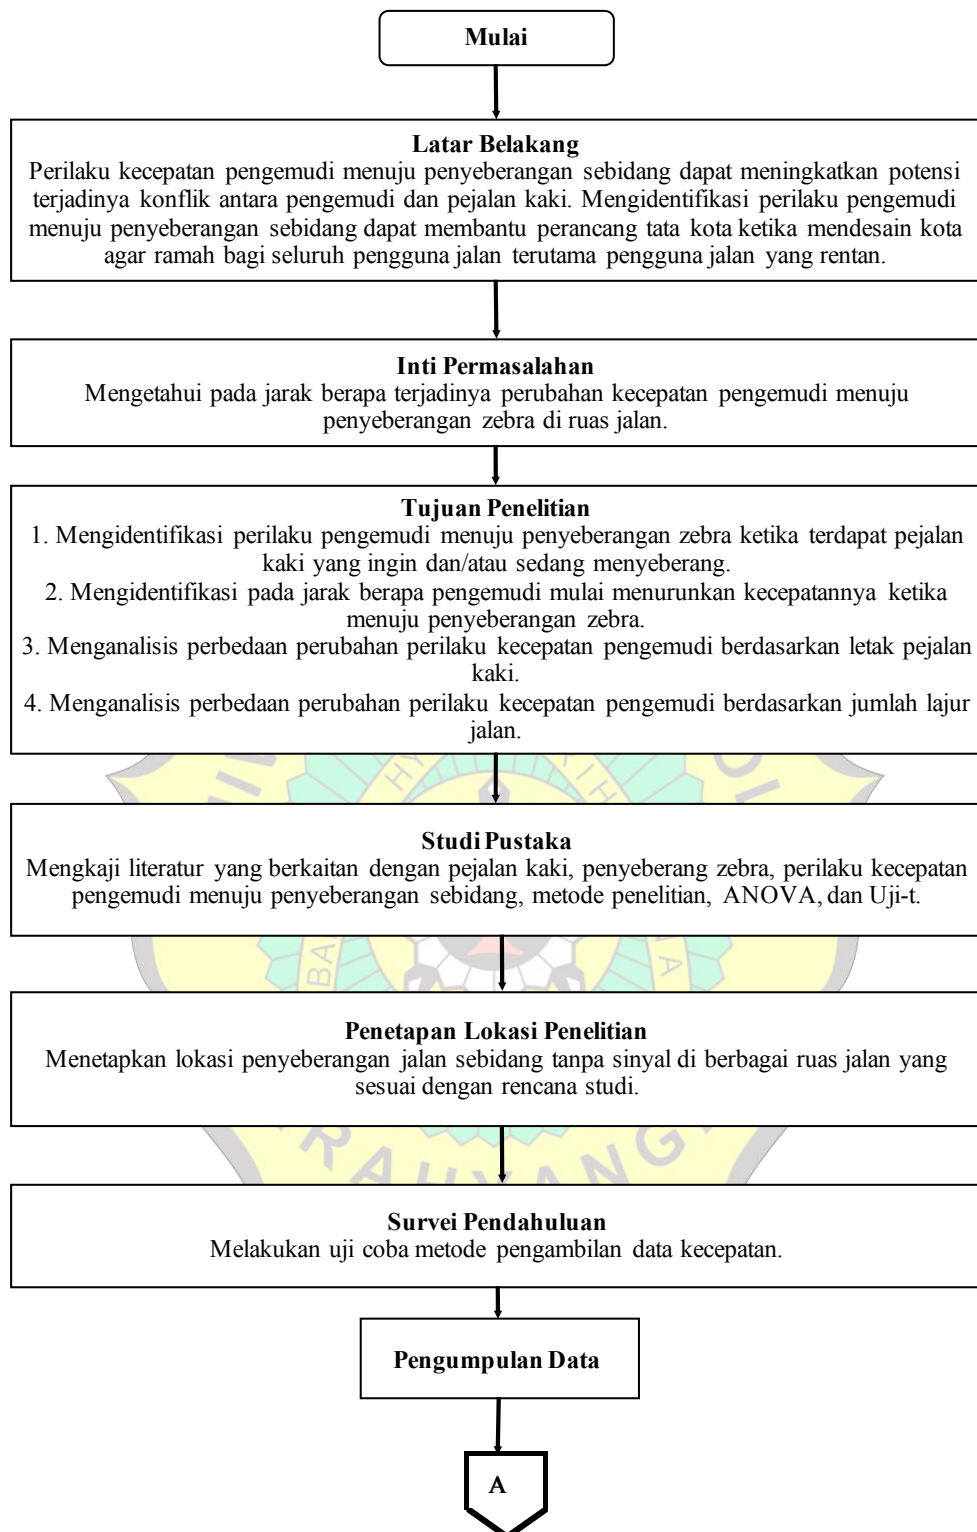 Mulai
Latar Belakang
Perilaku kecepatan pengemudi menuju penyeberangan sebidang dapat meningkatkan potensi
terjadinya konflik antara pengemudi dan pejalan kaki. Mengidentifikasi perilaku pengemudi
menuju penyeberangan sebidang dapat membantu perancang tata kota ketika mendesain kota
agar ramah bagi seluruh pengguna jalan terutama pengguna jalan yang rentan.
Inti Permasalahan
Mengetahui pada jarak berapa terjadinya perubahan kecepatan pengemudi menuju
penyeberangan zebra di ruas jalan.
Tujuan Penelitian
1. Mengidentifikasi perilaku pengemudi menuju penyeberangan zebra ketika terdapat pejalan
kaki yang ingin dan/atau sedang menyeberang.
2. Mengidentifikasi pada jarak berapa pengemudi mulai menurunkan kecepatannya ketika
menuju penyeberangan zebra.
3. Menganalisis perbedaan perubahan perilaku kecepatan pengemudi berdasarkan letak pejalan
kaki.
4. Menganalisis perbedaan perubahan perilaku kecepatan pengemudi berdasarkan jumlah lajur
jalan.
Studi Pustaka
Mengkaji literatur yang berkaitan dengan pejalan kaki, penyeberang zebra, perilaku kecepatan
pengemudi menuju penyeberangan sebidang, metode penelitian, ANOVA, dan Uji-t.
Penetapan Lokasi Penelitian
Menetapkan lokasi penyeberangan jalan sebidang tanpa sinyal di berbagai ruas jalan yang
sesuai dengan rencana studi.
RAHYANG
Survei Pendahuluan
Melakukan uji coba metode pengambilan data kecepatan.
Pengumpulan Data
A